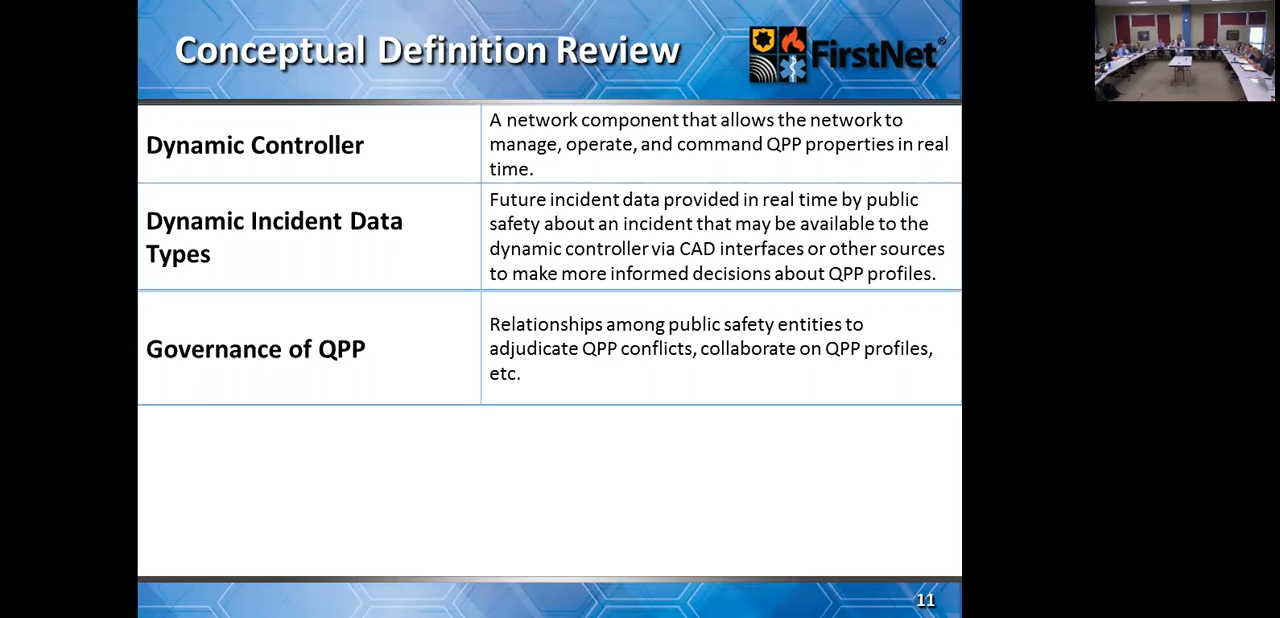 Conceptual Definition Review
FirstNet®
Dynamic Controller
A network component that allows the network to
manage, operate, and command QPP properties in real
time.
Dynamic Incident Data
Types
Future incident data provided in real time by public
safety about an incident that may be available to the
dynamic controller via CAD interfaces or other sources
to make more informed decisions about QPP profiles.
Governance of QPP
Relationships among public safety entities to
adjudicate QPP conflicts, collaborate on QPP profiles,
etc.
11